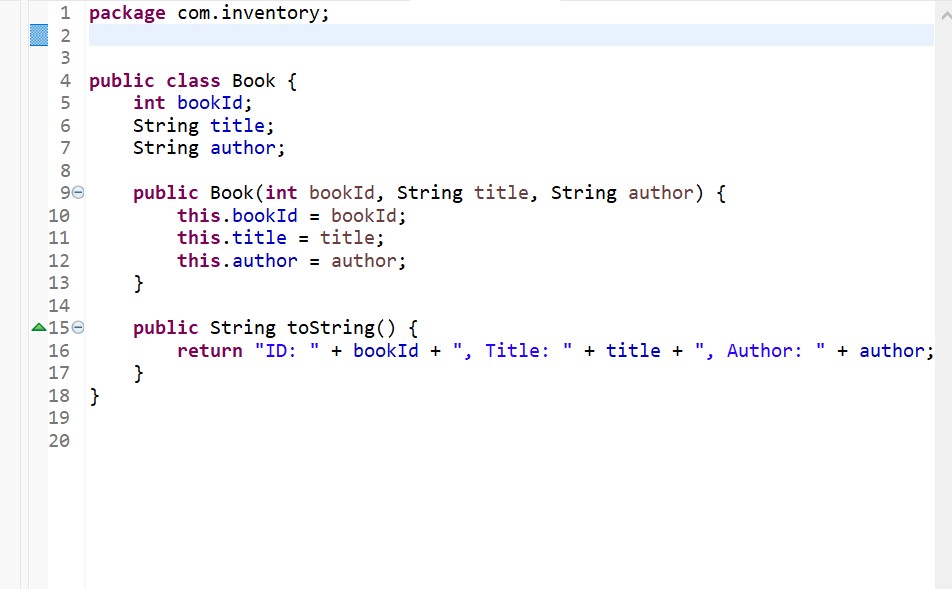 1 package com.inventory;
2
3
4 public class Book {
5     int bookId;
6     String title;
7     String author;
8
9     public Book(int bookId, String title, String author) {
10         this.bookId = bookId;
11         this.title = title;
12         this.author = author;
13     }
14
15     public String toString() {
16         return "ID: " + bookId + ", Title: " + title + ", Author: " + author;
17     }
18 }
19
20